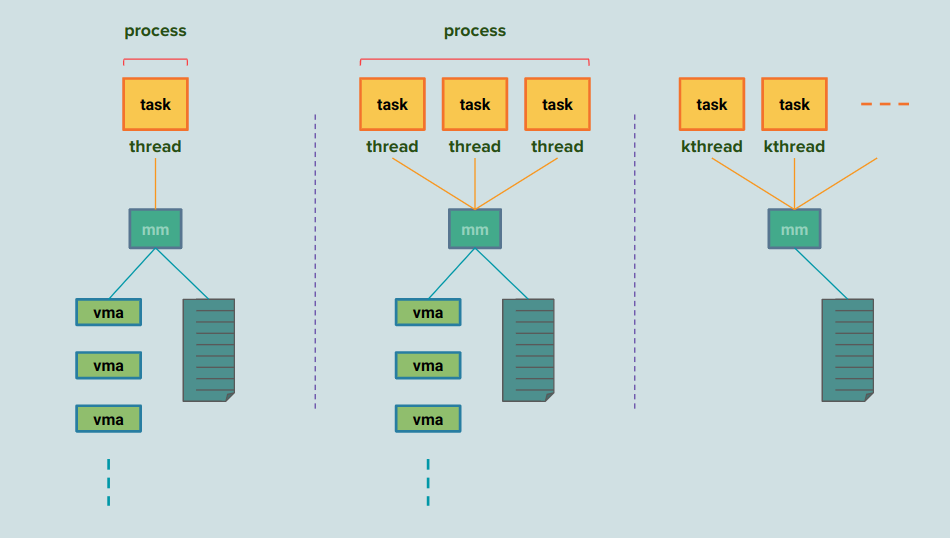 process
process
task
task
task
task
task
task
thread
thread
thread
thread
kthread
kthread
mm
mm
mm
vma
vma
vma
vma
vma
vma